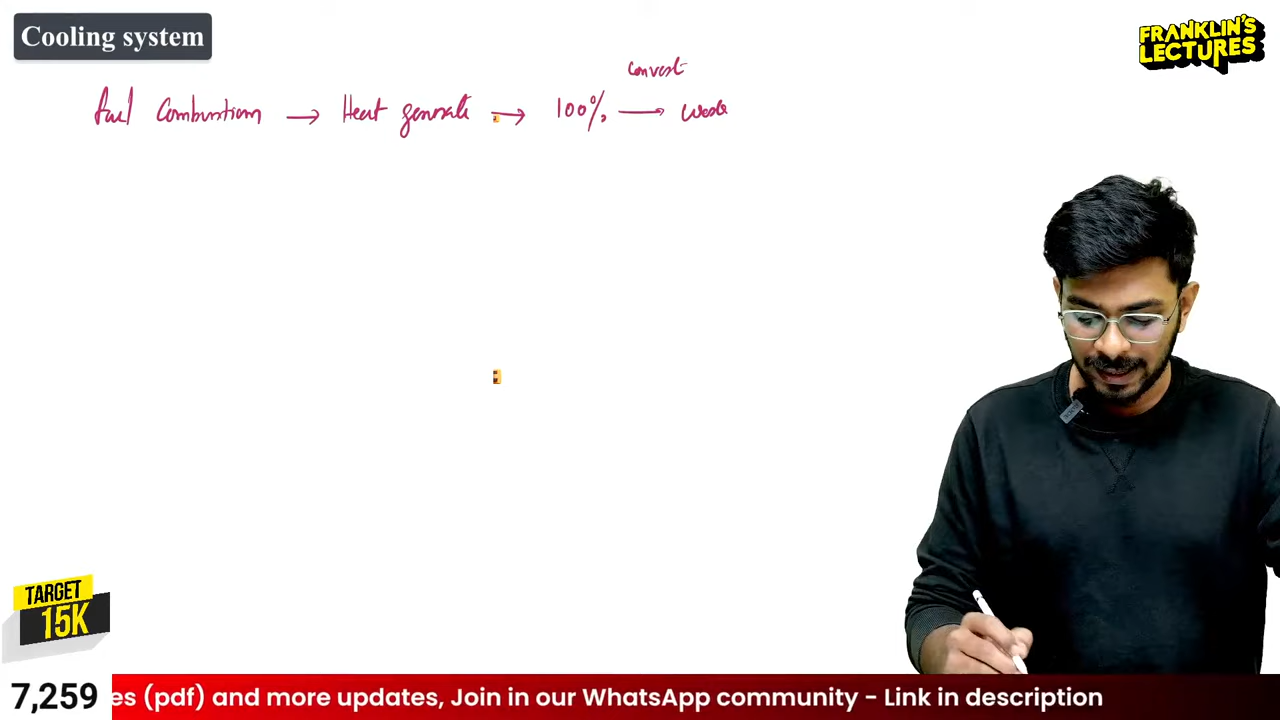 Cooling system
FRANKLIN'S
LECTURES
convert
fuel Combustion → Heat generate → 100% →
TARGET
15K
7,259
es (pdf) and more updates, Join in our WhatsApp community - Link in description